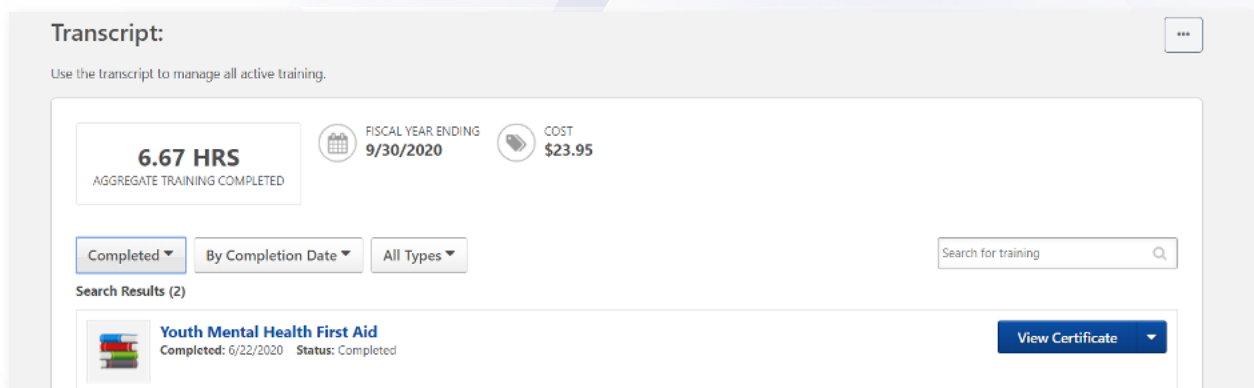 Transcript:
...
Use the transcript to manage all active training.
6.67 HRS
AGGREGATE TRAINING COMPLETED
FISCAL YEAR ENDING
9/30/2020
COST
$23.95
Completed
By Completion Date
All Types
Search for training
Search Results (2)
Youth Mental Health First Aid
Completed: 6/22/2020 Status: Completed
View Certificate